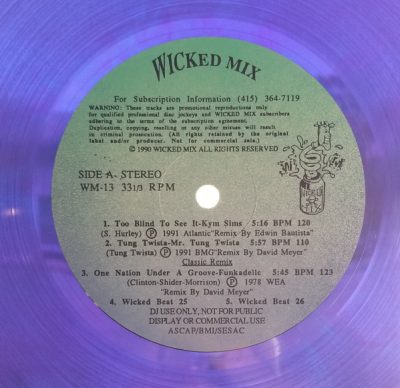 WICKED MIX
For Subscription Information (415) 364-7119
WARNING: These tracks are promotional reproductions only
for qualified professional disc jockeys and WICKED MIX subscribers
adhering to the terms of the subscription agreement.
Duplication, copying, reselling or any other misuse will result
in criminal prosecution. (All rights retained by the original
label and/or producer. Not for commercial sale.)
© 1990 WICKED MIX ALL RIGHTS RESERVED
SIDE A- STEREO
WM-13 33 1/3 RPM
1. Too Blind To See It-Kym Sims 5:16 BPM 120
(S. Hurley) Ⓟ 1991 Atlantic"Remix By Edwin Bautista"
2. Tung Twista-Mr. Tung Twista 5:57 BPM 110
(Tung Twista) Ⓟ 1991 BMG"Remix By David Meyer"
Classic Remix
3. One Nation Under A Groove-Funkadelic 5:45 BPM 123
(Clinton-Shider-Morrison) Ⓟ 1978 WEA
"Remix By David Meyer"
4. Wicked Beat 25 5. Wicked Beat 26
DJ USE ONLY, NOT FOR PUBLIC
DISPLAY OR COMMERCIAL USE
ASCAP/BMI/SESAC